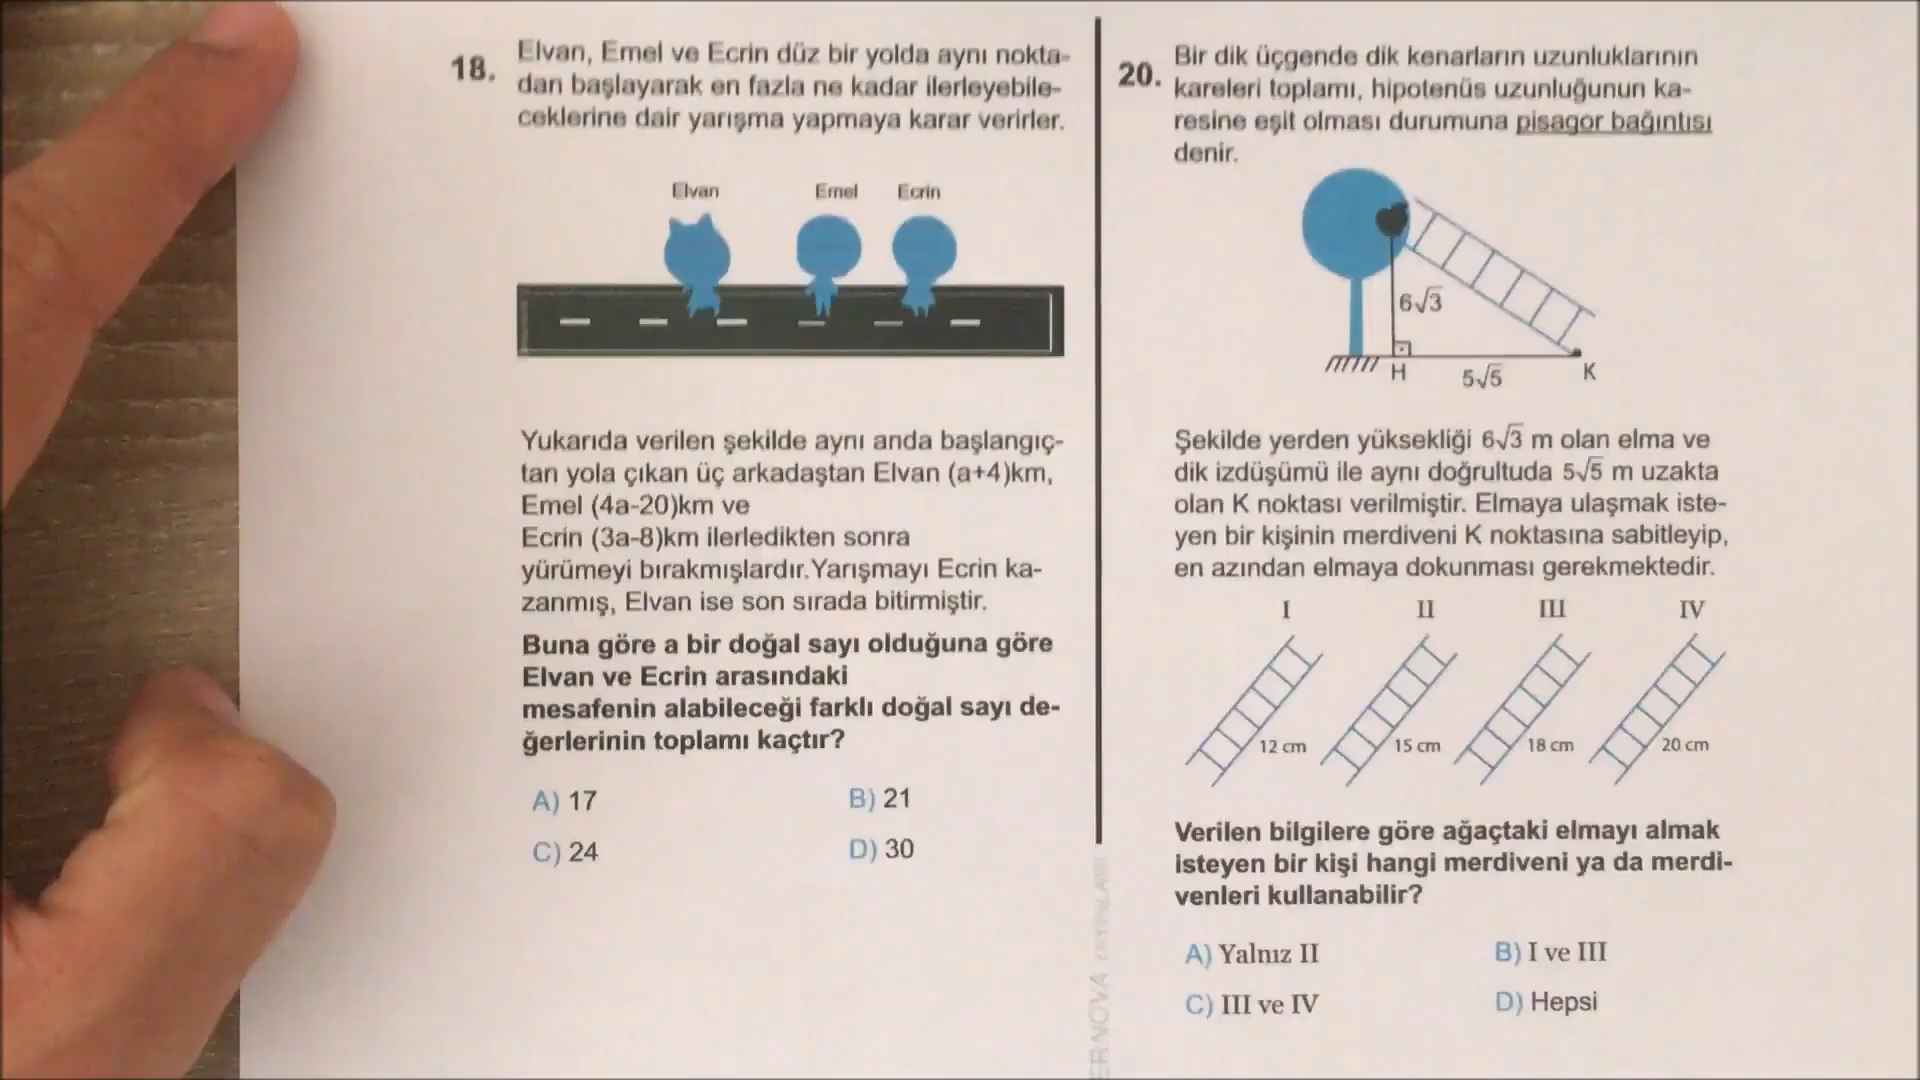 18.
Elvan, Emel ve Ecrin düz bir yolda aynı nokta-
dan başlayarak en fazla ne kadar ilerleyebile-
ceklerine dair yarışma yapmaya karar verirler.
Elvan Emel Ecrin
Yukarıda verilen şekilde aynı anda başlangıç-
tan yola çıkan üç arkadaştan Elvan (a+4)km,
Emel (4a-20)km ve
Ecrin (3a-8)km ilerledikten sonra
yürümeyi bırakmışlardır.Yarışmayı Ecrin ka-
zanmış, Elvan ise son sırada bitirmiştir.
Buna göre a bir doğal sayı olduğuna göre
Elvan ve Ecrin arasındaki
mesafenin alabileceği farklı doğal sayı de-
ğerlerinin toplamı kaçtır?
A) 17 B) 21
C) 24 D) 30
ERNOVA YAYINLARI
20.
Bir dik üçgende dik kenarların uzunluklarının
kareleri toplamı, hipotenüs uzunluğunun ka-
resine eşit olması durumuna pisagor bağıntısı
denir.
6√3
H 5√5 K
Şekilde yerden yüksekliği 6√3 m olan elma ve
dik izdüşümü ile aynı doğrultuda 5√5 m uzakta
olan K noktası verilmiştir. Elmaya ulaşmak iste-
yen bir kişinin merdiveni K noktasına sabitleyip,
en azından elmaya dokunması gerekmektedir.
I II III IV
12 cm 15 cm 18 cm 20 cm
Verilen bilgilere göre ağaçtaki elmayı almak
isteyen bir kişi hangi merdiveni ya da merdi-
venleri kullanabilir?
A) Yalnız II B) I ve III
C) III ve IV D) Hepsi